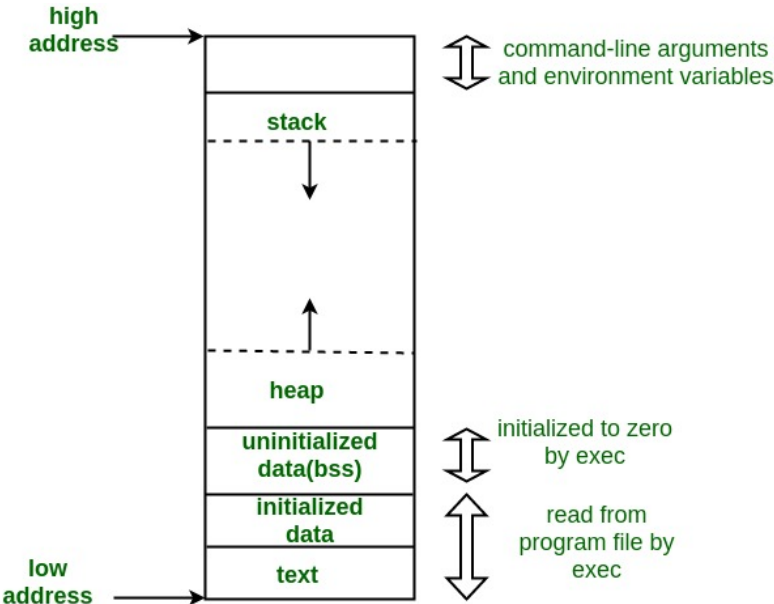 high
address
command-line arguments
and environment variables
stack
heap
uninitialized
data(bss)
initialized to zero
by exec
initialized
data
read from
program file by
exec
text
low
address